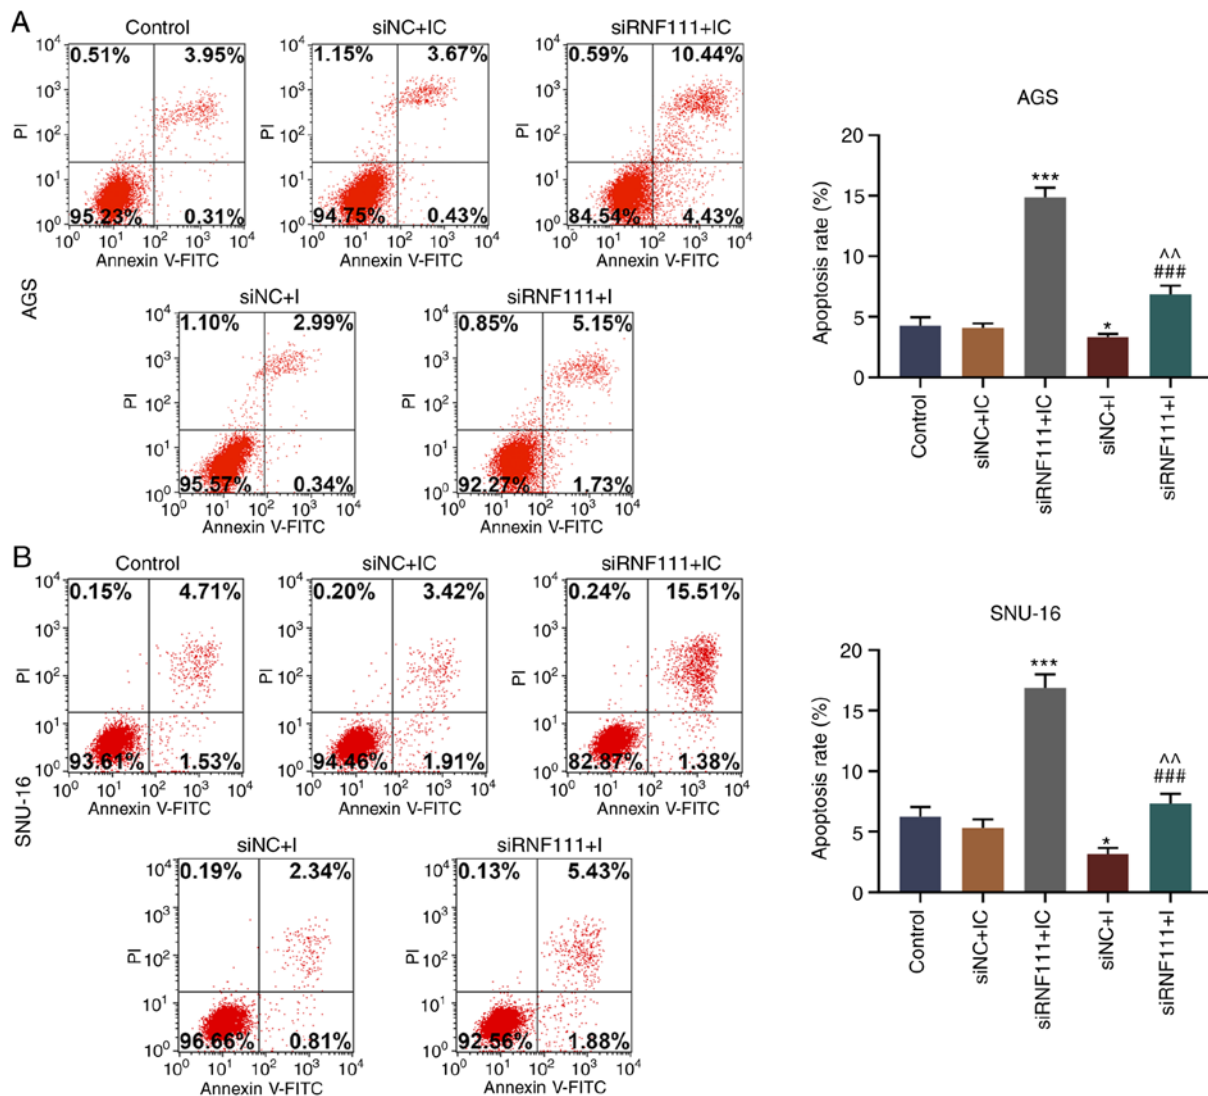 A
Control
siNC+IC
siRNF111+IC
0.51% 3.95%
1.15% 3.67%
0.59% 10.44%
10⁴
10³
10²
10¹
10⁰
PI
95.23% 0.31%
94.75% 0.43%
84.54% 4.43%
10⁰ 10¹ 10² 10³ 10⁴
Annexin V-FITC
10⁴
10³
10²
10¹
10⁰
PI
10⁰ 10¹ 10² 10³ 10⁴
Annexin V-FITC
10⁴
10³
10²
10¹
10⁰
PI
10⁰ 10¹ 10² 10³ 10⁴
Annexin V-FITC
AGS
siNC+I
siRNF111+I
1.10% 2.99%
0.85% 5.15%
10⁴
10³
10²
10¹
10⁰
PI
95.57% 0.34%
92.27% 1.73%
10⁰ 10¹ 10² 10³ 10⁴
Annexin V-FITC
10⁴
10³
10²
10¹
10⁰
PI
10⁰ 10¹ 10² 10³ 10⁴
Annexin V-FITC
AGS
Apoptosis rate (%)
20
15
10
5
0
***
*
^^
###
Control
siNC+IC
siRNF111+IC
siNC+I
siRNF111+I
B
Control
siNC+IC
siRNF111+IC
0.15% 4.71%
0.20% 3.42%
0.24% 15.51%
10⁴
10³
10²
10¹
10⁰
PI
93.61% 1.53%
94.46% 1.91%
82.87% 1.38%
10⁰ 10¹ 10² 10³ 10⁴
Annexin V-FITC
10⁴
10³
10²
10¹
10⁰
PI
10⁰ 10¹ 10² 10³ 10⁴
Annexin V-FITC
10⁴
10³
10²
10¹
10⁰
PI
10⁰ 10¹ 10² 10³ 10⁴
Annexin V-FITC
SNU-16
siNC+I
siRNF111+I
0.19% 2.34%
0.13% 5.43%
10⁴
10³
10²
10¹
10⁰
PI
96.66% 0.81%
92.56% 1.88%
10⁰ 10¹ 10² 10³ 10⁴
Annexin V-FITC
10⁴
10³
10²
10¹
10⁰
PI
10⁰ 10¹ 10² 10³ 10⁴
Annexin V-FITC
SNU-16
Apoptosis rate (%)
20
15
10
5
0
***
*
^^
###
Control
siNC+IC
siRNF111+IC
siNC+I
siRNF111+I